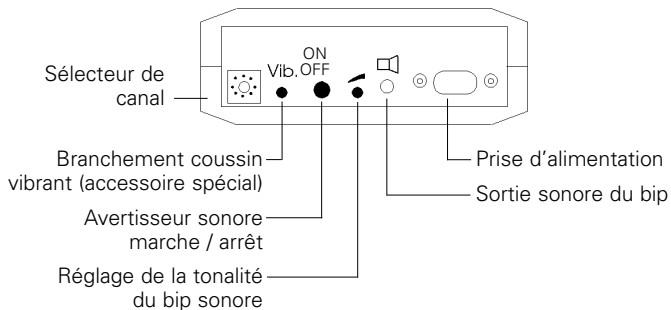 ON
Vib. OFF
Sélecteur de
canal
Branchement coussin
vibrant (accessoire spécial)
Avertisseur sonore
marche / arrêt
Réglage de la tonalité
du bip sonore
Prise d'alimentation
Sortie sonore du bip